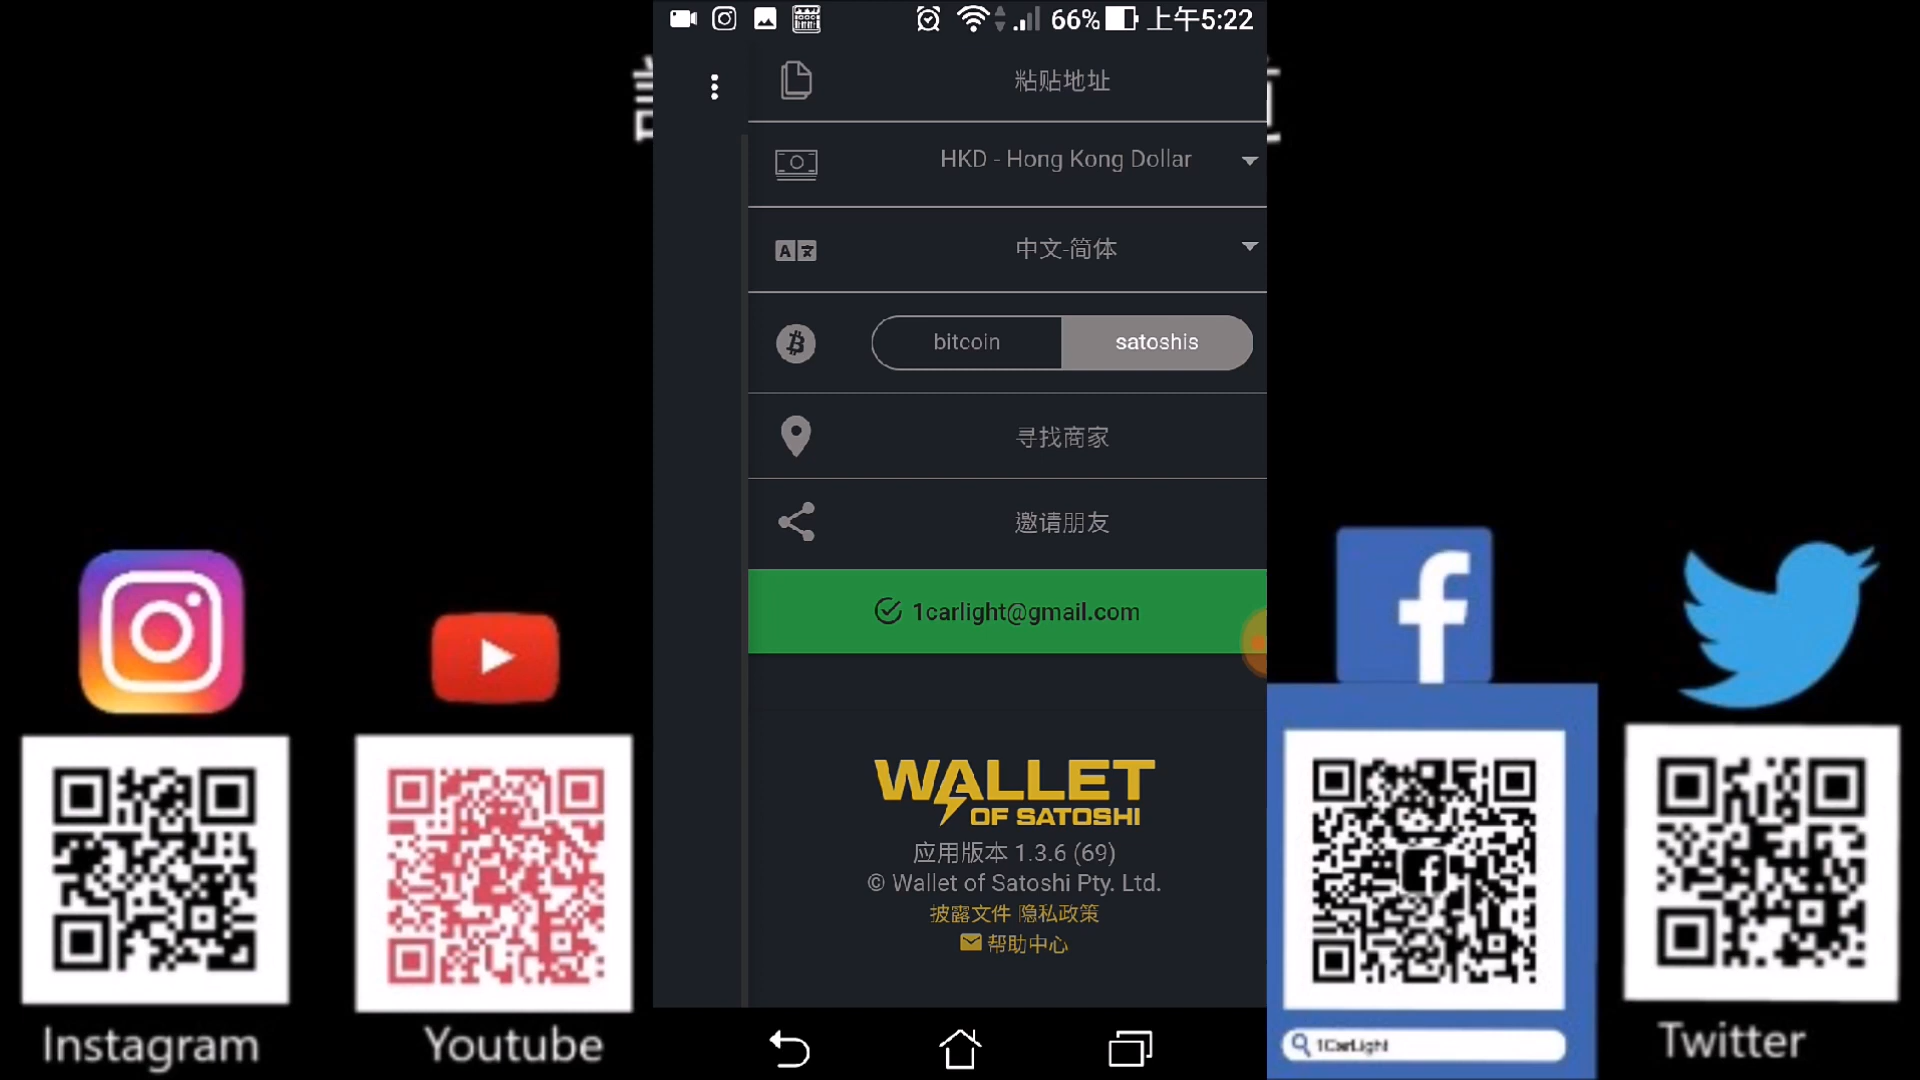 66% 上午5:22
粘贴地址
HKD - Hong Kong Dollar
中文-简体
bitcoin satoshis
寻找商家
邀请朋友
1carlight@gmail.com
WALLET
OF SATOSHI
应用版本 1.3.6 (69)
© Wallet of Satoshi Pty. Ltd.
披露文件 隐私政策
帮助中心
Instagram
Youtube
1CarLight
Twitter